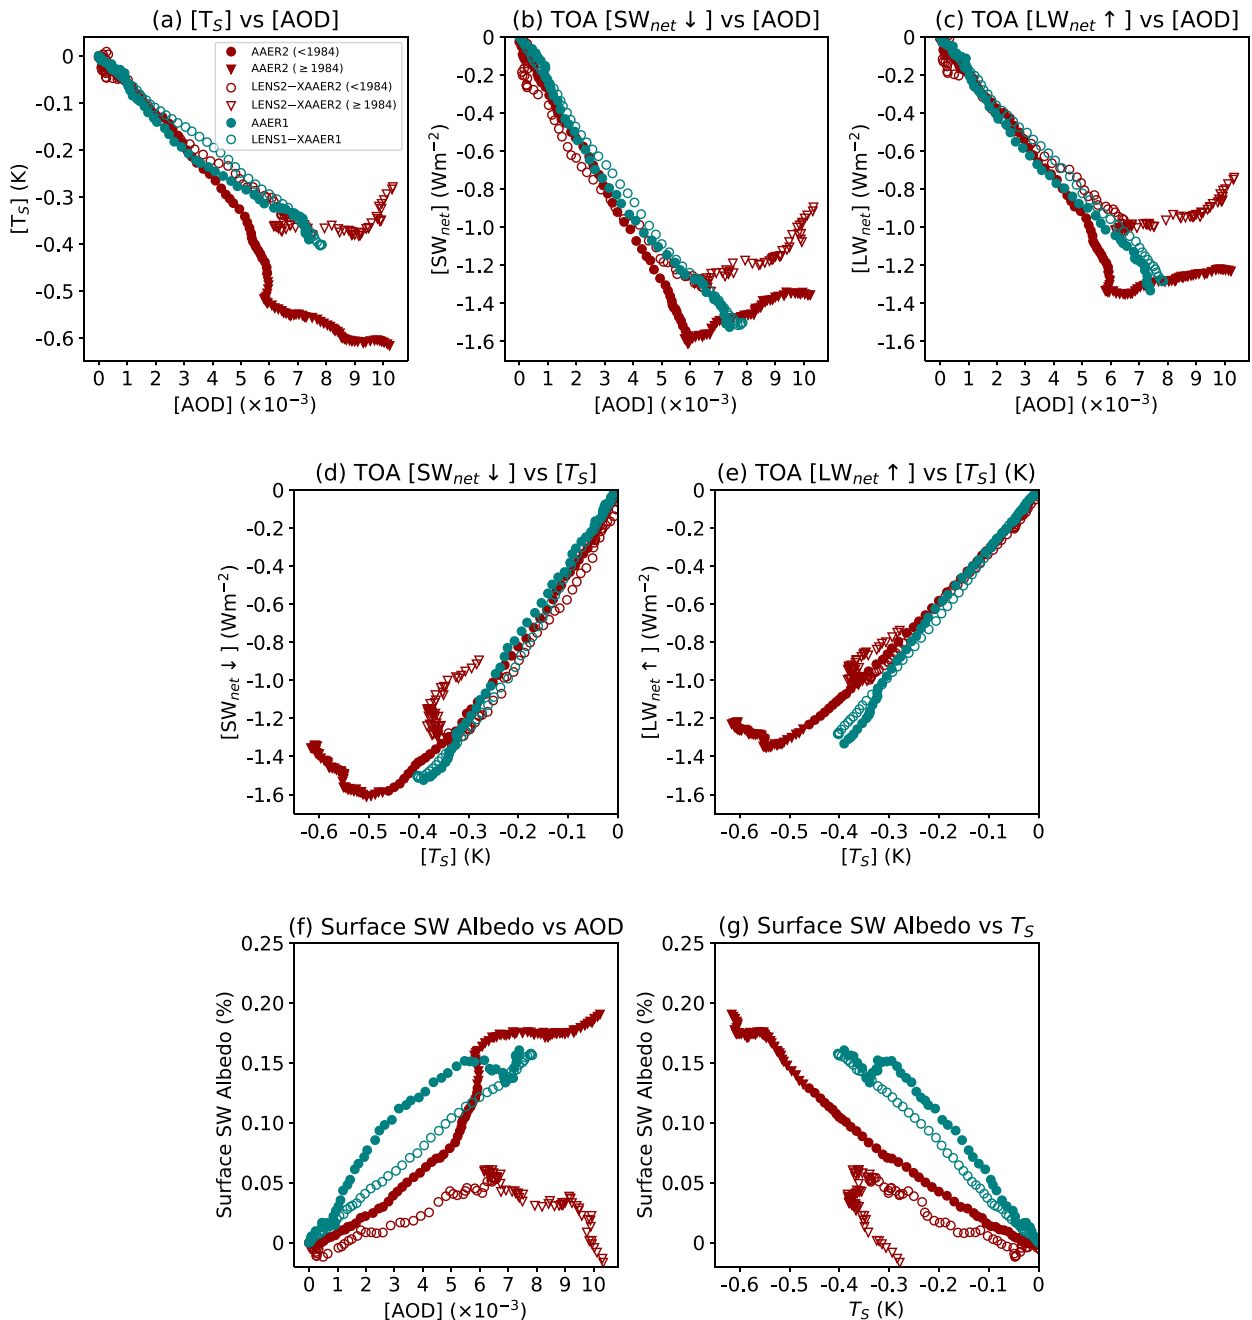 (a) [T_S] vs [AOD]
0
-0.1
-0.2
-0.3
-0.4
-0.5
-0.6
[T_S] (K)
AAER2 (<1984)
AAER2 (≥1984)
LENS2−XAAER2 (<1984)
LENS2−XAAER2 (≥1984)
AAER1
LENS1−XAAER1
0 1 2 3 4 5 6 7 8 9 10
[AOD] (×10⁻³)
(b) TOA [SW_net ↓] vs [AOD]
0
-0.2
-0.4
-0.6
-0.8
-1.0
-1.2
-1.4
-1.6
[SW_net] (Wm⁻²)
0 1 2 3 4 5 6 7 8 9 10
[AOD] (×10⁻³)
(c) TOA [LW_net ↑] vs [AOD]
0
-0.2
-0.4
-0.6
-0.8
-1.0
-1.2
-1.4
-1.6
[LW_net] (Wm⁻²)
0 1 2 3 4 5 6 7 8 9 10
[AOD] (×10⁻³)
(d) TOA [SW_net ↓] vs [T_S]
0
-0.2
-0.4
-0.6
-0.8
-1.0
-1.2
-1.4
-1.6
[SW_net ↓] (Wm⁻²)
-0.6 -0.5 -0.4 -0.3 -0.2 -0.1 0
[T_S] (K)
(e) TOA [LW_net ↑] vs [T_S] (K)
0
-0.2
-0.4
-0.6
-0.8
-1.0
-1.2
-1.4
-1.6
[LW_net ↑] (Wm⁻²)
-0.6 -0.5 -0.4 -0.3 -0.2 -0.1 0
[T_S] (K)
(f) Surface SW Albedo vs AOD
0.25
0.20
0.15
0.10
0.05
0
Surface SW Albedo (%)
0 1 2 3 4 5 6 7 8 9 10
[AOD] (×10⁻³)
(g) Surface SW Albedo vs T_S
0.25
0.20
0.15
0.10
0.05
0
Surface SW Albedo (%)
-0.6 -0.5 -0.4 -0.3 -0.2 -0.1 0
T_S (K)